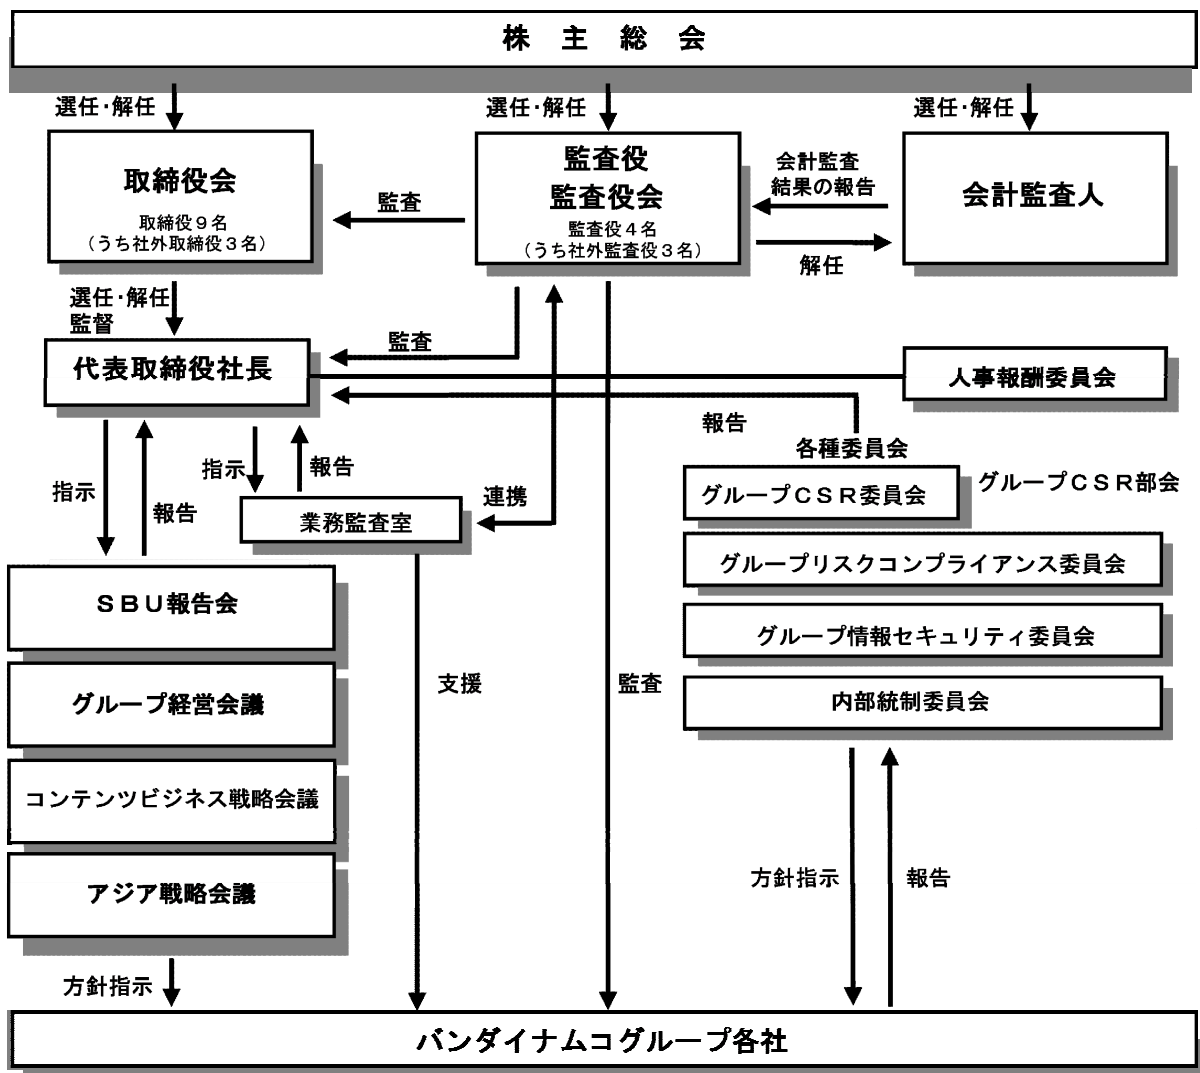 株 主 総 会
選任・解任
選任・解任
選任・解任
取締役会
取締役９名
（うち社外取締役３名）
監査
監査役
監査役会
監査役４名
（うち社外監査役３名）
会計監査
結果の報告
解任
会計監査人
選任・解任
監督
監査
代表取締役社長
人事報酬委員会
報告
各種委員会
指示
報告
指示
報告
連携
業務監査室
グループＣＳＲ委員会
グループＣＳＲ部会
グループリスクコンプライアンス委員会
グループ情報セキュリティ委員会
内部統制委員会
ＳＢＵ報告会
グループ経営会議
コンテンツビジネス戦略会議
アジア戦略会議
支援
監査
方針指示
報告
方針指示
バンダイナムコグループ各社